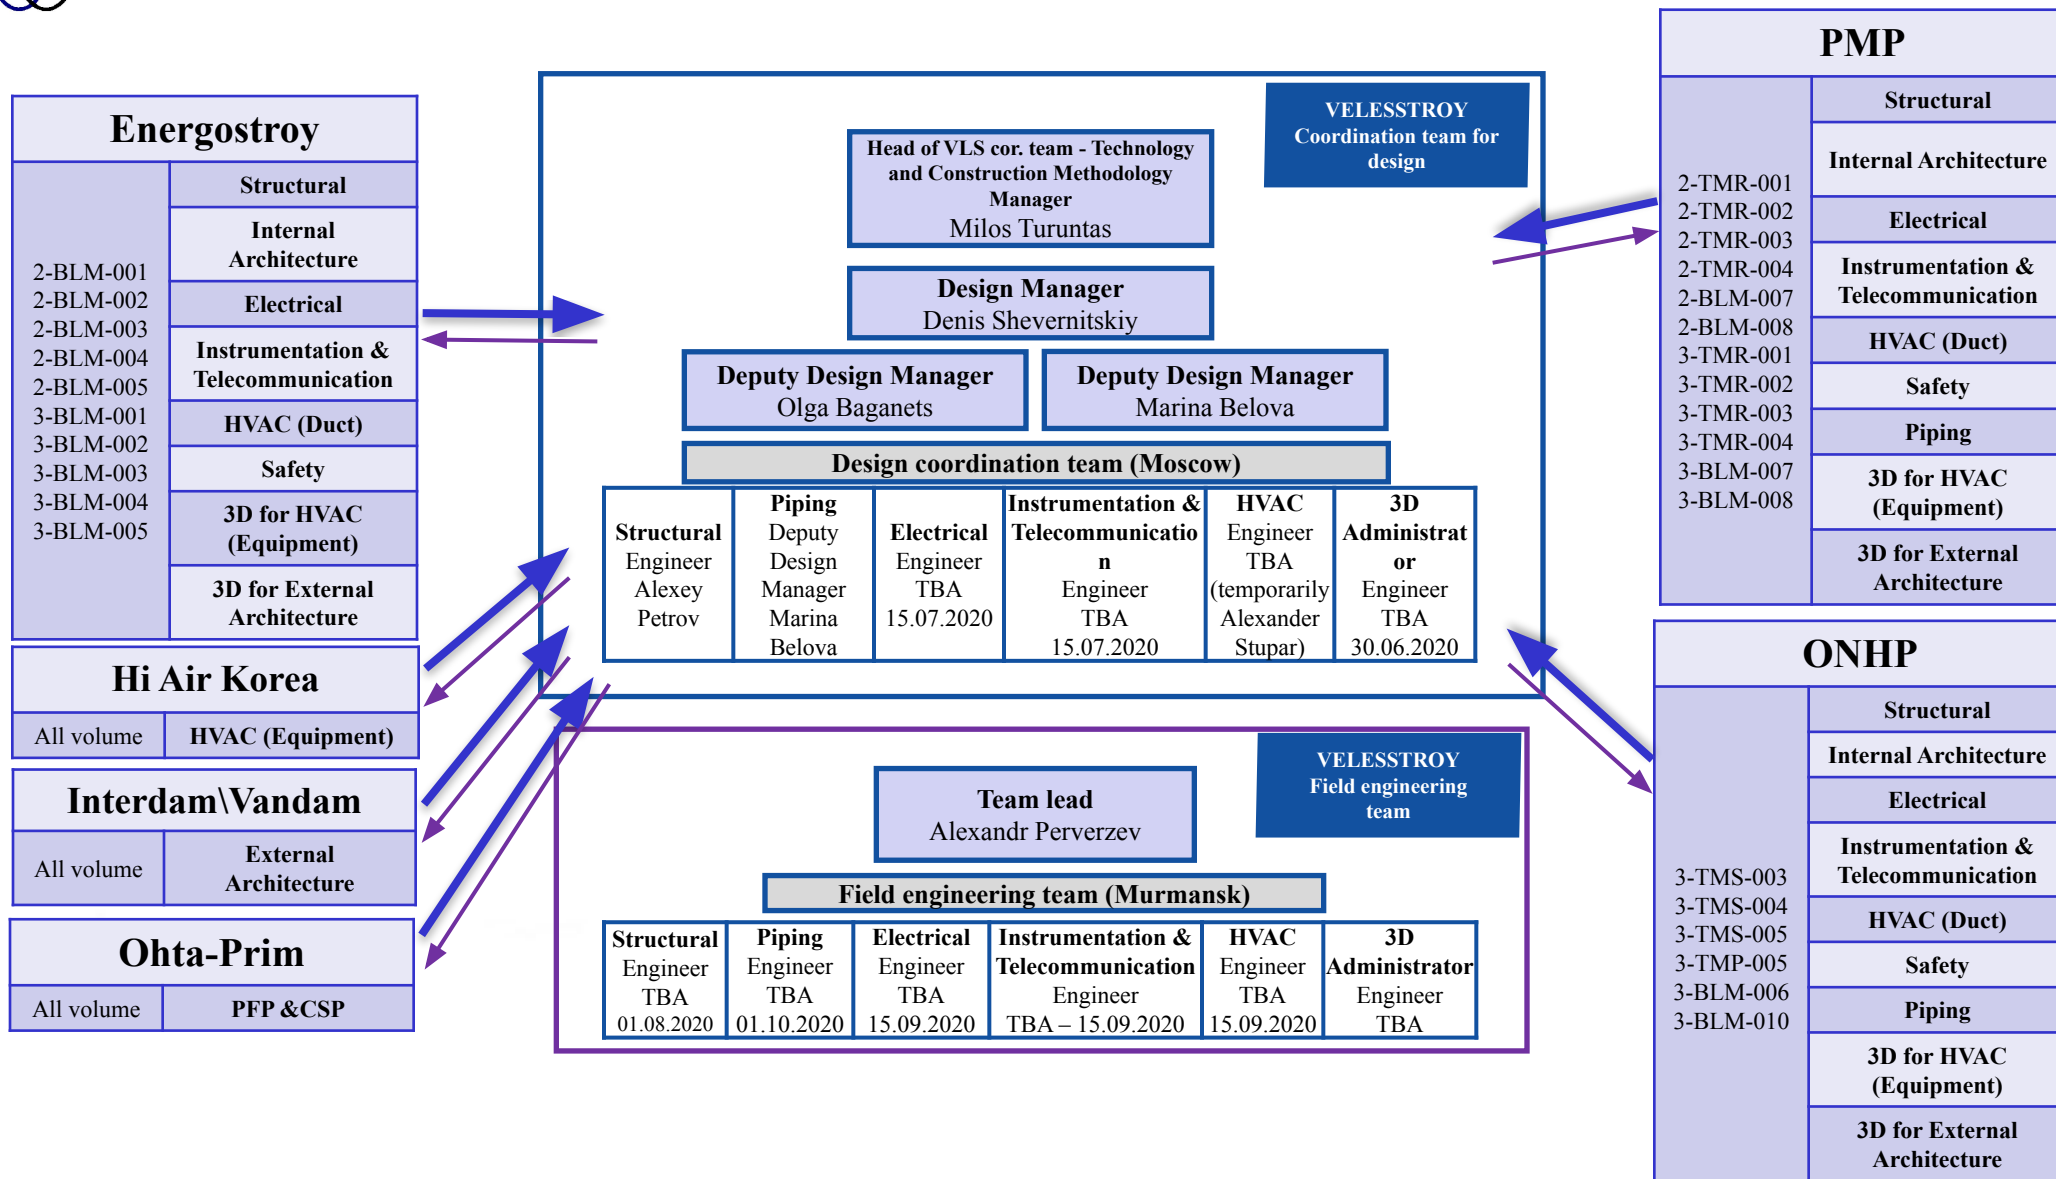 Energostroy
2-BLM-001
2-BLM-002
2-BLM-003
2-BLM-004
2-BLM-005
3-BLM-001
3-BLM-002
3-BLM-003
3-BLM-004
3-BLM-005
Structural
Internal
Architecture
Electrical
Instrumentation &
Telecommunication
HVAC (Duct)
Safety
3D for HVAC
(Equipment)
3D for External
Architecture
Hi Air Korea
All volume
HVAC (Equipment)
Interdam\Vandam
All volume
External
Architecture
Ohta-Prim
All volume
PFP &CSP
VELESSTROY
Coordination team for
design
Head of VLS cor. team - Technology
and Construction Methodology
Manager
Milos Turuntas
Design Manager
Denis Shevernitskiy
Deputy Design Manager
Olga Baganets
Deputy Design Manager
Marina Belova
Design coordination team (Moscow)
Structural
Engineer
Alexey
Petrov
Piping
Deputy
Design
Manager
Marina
Belova
Electrical
Engineer
TBA
15.07.2020
Instrumentation &
Telecommunicatio
n
Engineer
TBA
15.07.2020
HVAC
Engineer
TBA
(temporarily
Alexander
Stupar)
3D
Administrat
or
Engineer
TBA
30.06.2020
VELESSTROY
Field engineering
team
Team lead
Alexandr Perverzev
Field engineering team (Murmansk)
Structural
Engineer
TBA
01.08.2020
Piping
Engineer
TBA
01.10.2020
Electrical
Engineer
TBA
15.09.2020
Instrumentation &
Telecommunication
Engineer
TBA – 15.09.2020
HVAC
Engineer
TBA
15.09.2020
3D
Administrator
Engineer
TBA
PMP
2-TMR-001
2-TMR-002
2-TMR-003
2-TMR-004
2-BLM-007
2-BLM-008
3-TMR-001
3-TMR-002
3-TMR-003
3-TMR-004
3-BLM-007
3-BLM-008
Structural
Internal Architecture
Electrical
Instrumentation &
Telecommunication
HVAC (Duct)
Safety
Piping
3D for HVAC
(Equipment)
3D for External
Architecture
ONHP
3-TMS-003
3-TMS-004
3-TMS-005
3-TMP-005
3-BLM-006
3-BLM-010
Structural
Internal Architecture
Electrical
Instrumentation &
Telecommunication
HVAC (Duct)
Safety
Piping
3D for HVAC
(Equipment)
3D for External
Architecture